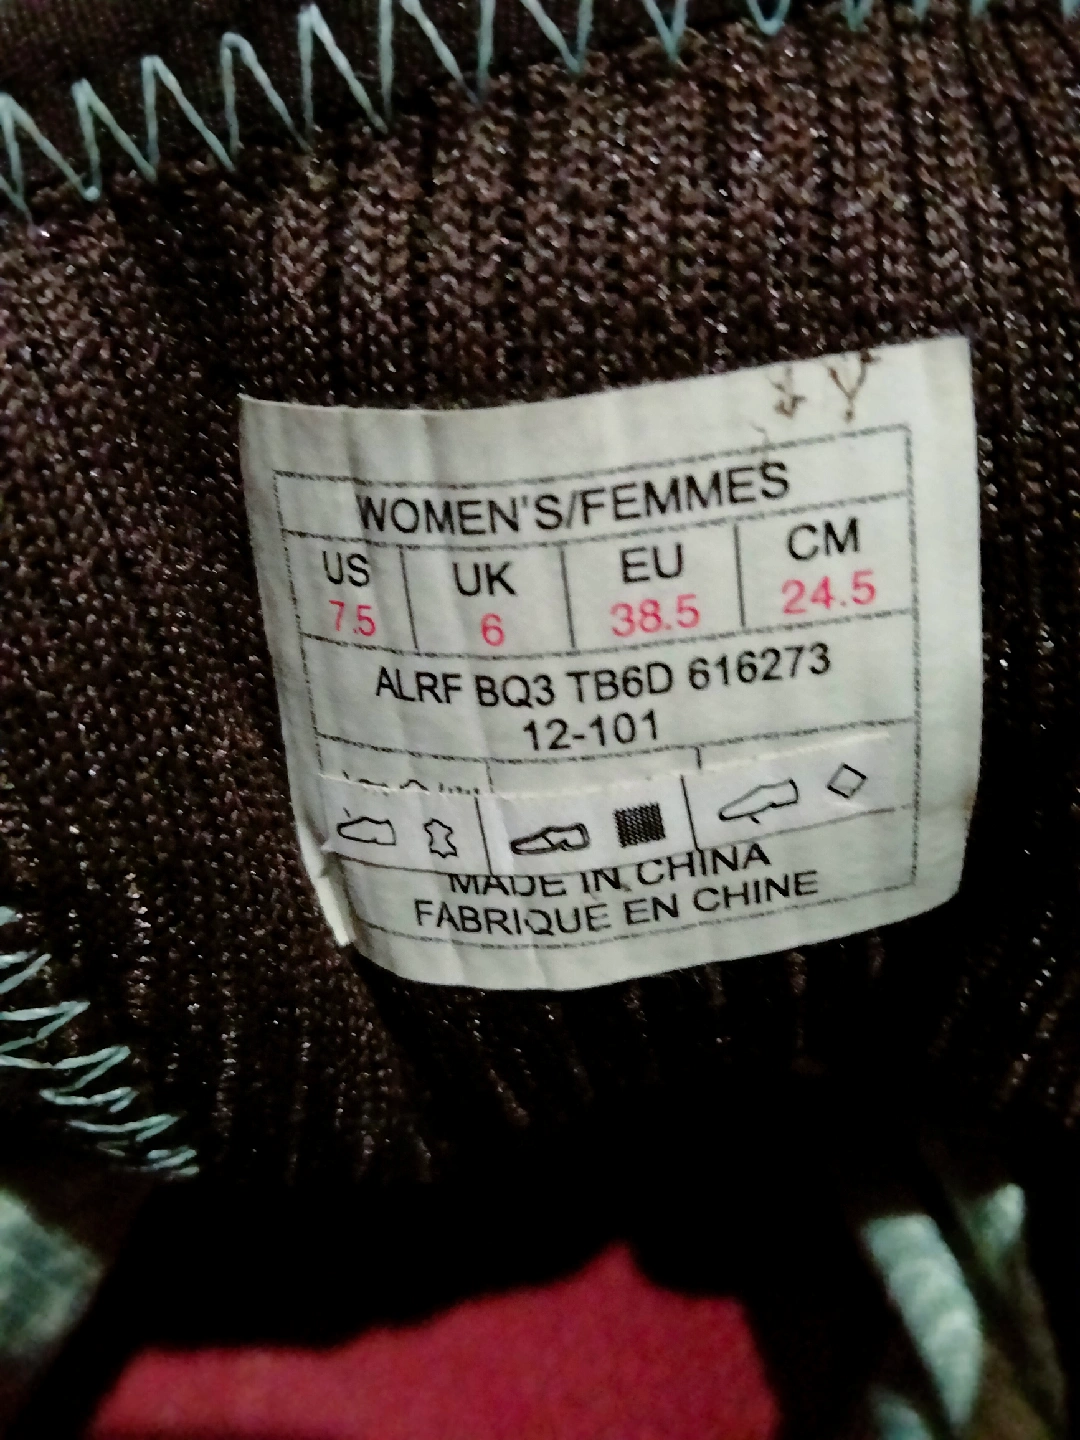 WOMEN'S/FEMMES
US UK EU CM
7.5 6 38.5 24.5
ALRF BQ3 TB6D 616273
12-101
MADE IN CHINA
FABRIQUE EN CHINE